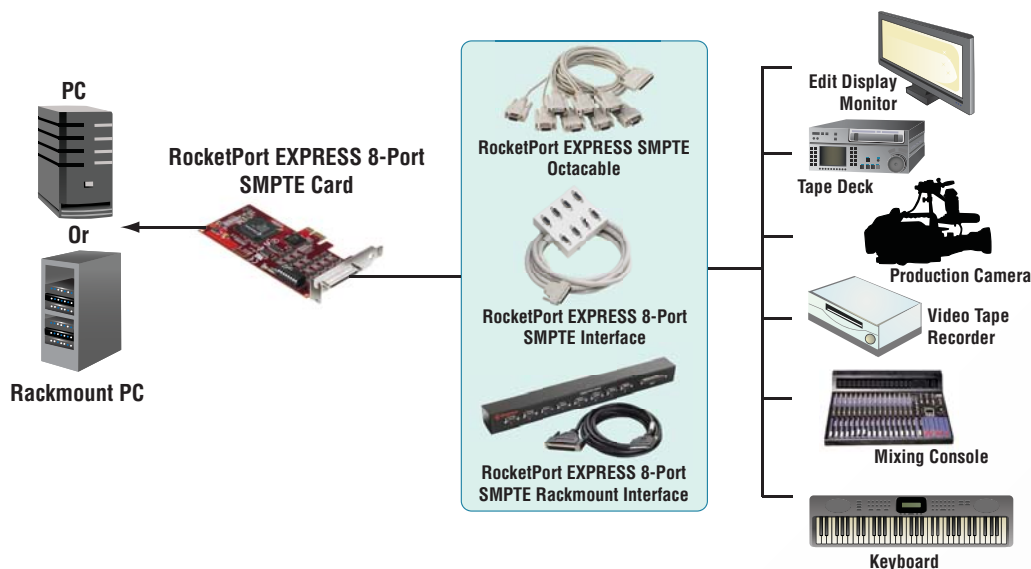 PC
Or
Rackmount PC
RocketPort EXPRESS 8-Port
SMPTE Card
RocketPort EXPRESS SMPTE
Octacable
RocketPort EXPRESS 8-Port
SMPTE Interface
RocketPort EXPRESS 8-Port
SMPTE Rackmount Interface
Edit Display
Monitor
Tape Deck
Production Camera
Video Tape
Recorder
Mixing Console
Keyboard